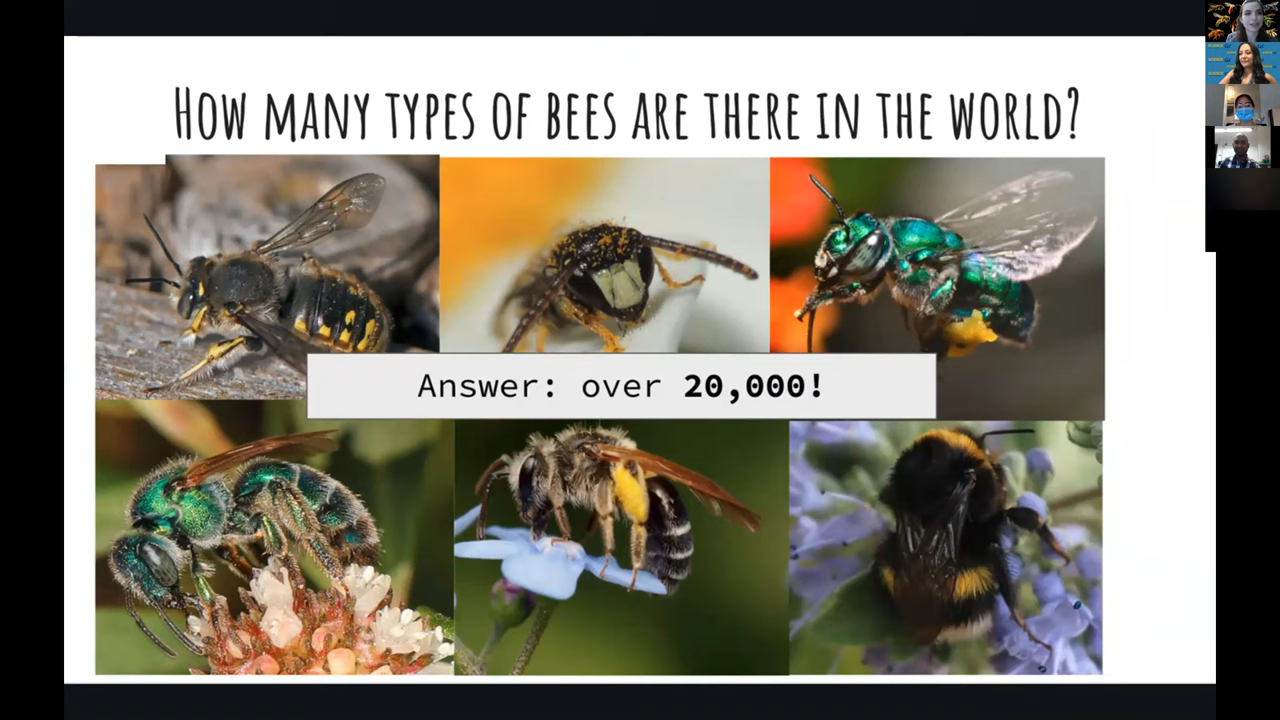 HOW MANY TYPES OF BEES ARE THERE IN THE WORLD?
Answer: over 20,000!